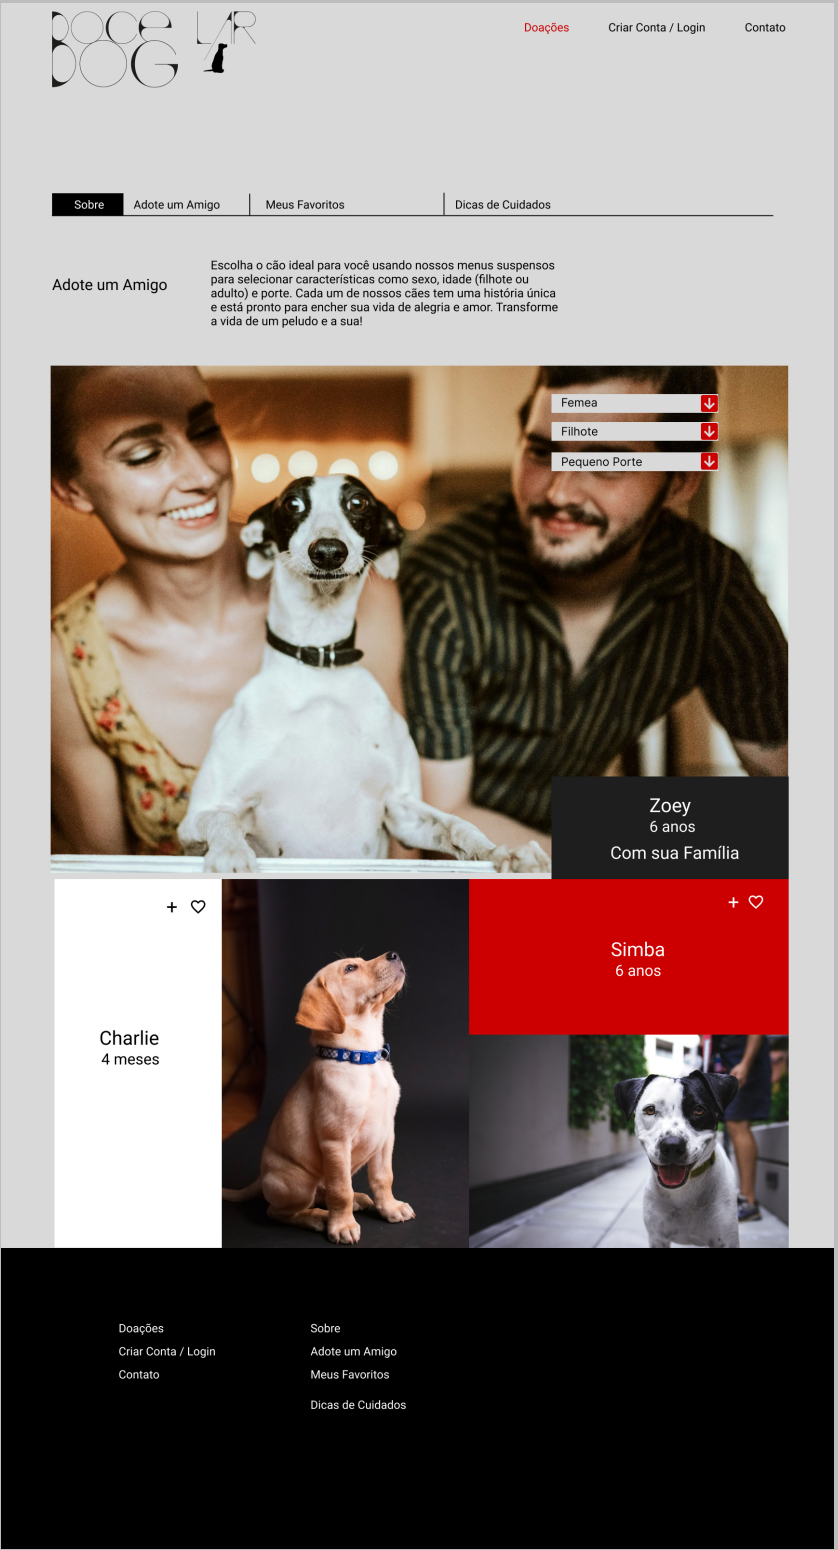 DOCE LAR
DOG
Doações
Criar Conta / Login
Contato
Sobre
Adote um Amigo
Meus Favoritos
Dicas de Cuidados
Adote um Amigo
Escolha o cão ideal para você usando nossos menus suspensos
para selecionar características como sexo, idade (filhote ou
adulto) e porte. Cada um de nossos cães tem uma história única
e está pronto para encher sua vida de alegria e amor. Transforme
a vida de um peludo e a sua!
Femea
Filhote
Pequeno Porte
Zoey
6 anos
Com sua Família
Charlie
4 meses
Simba
6 anos
Doações
Criar Conta / Login
Contato
Sobre
Adote um Amigo
Meus Favoritos
Dicas de Cuidados